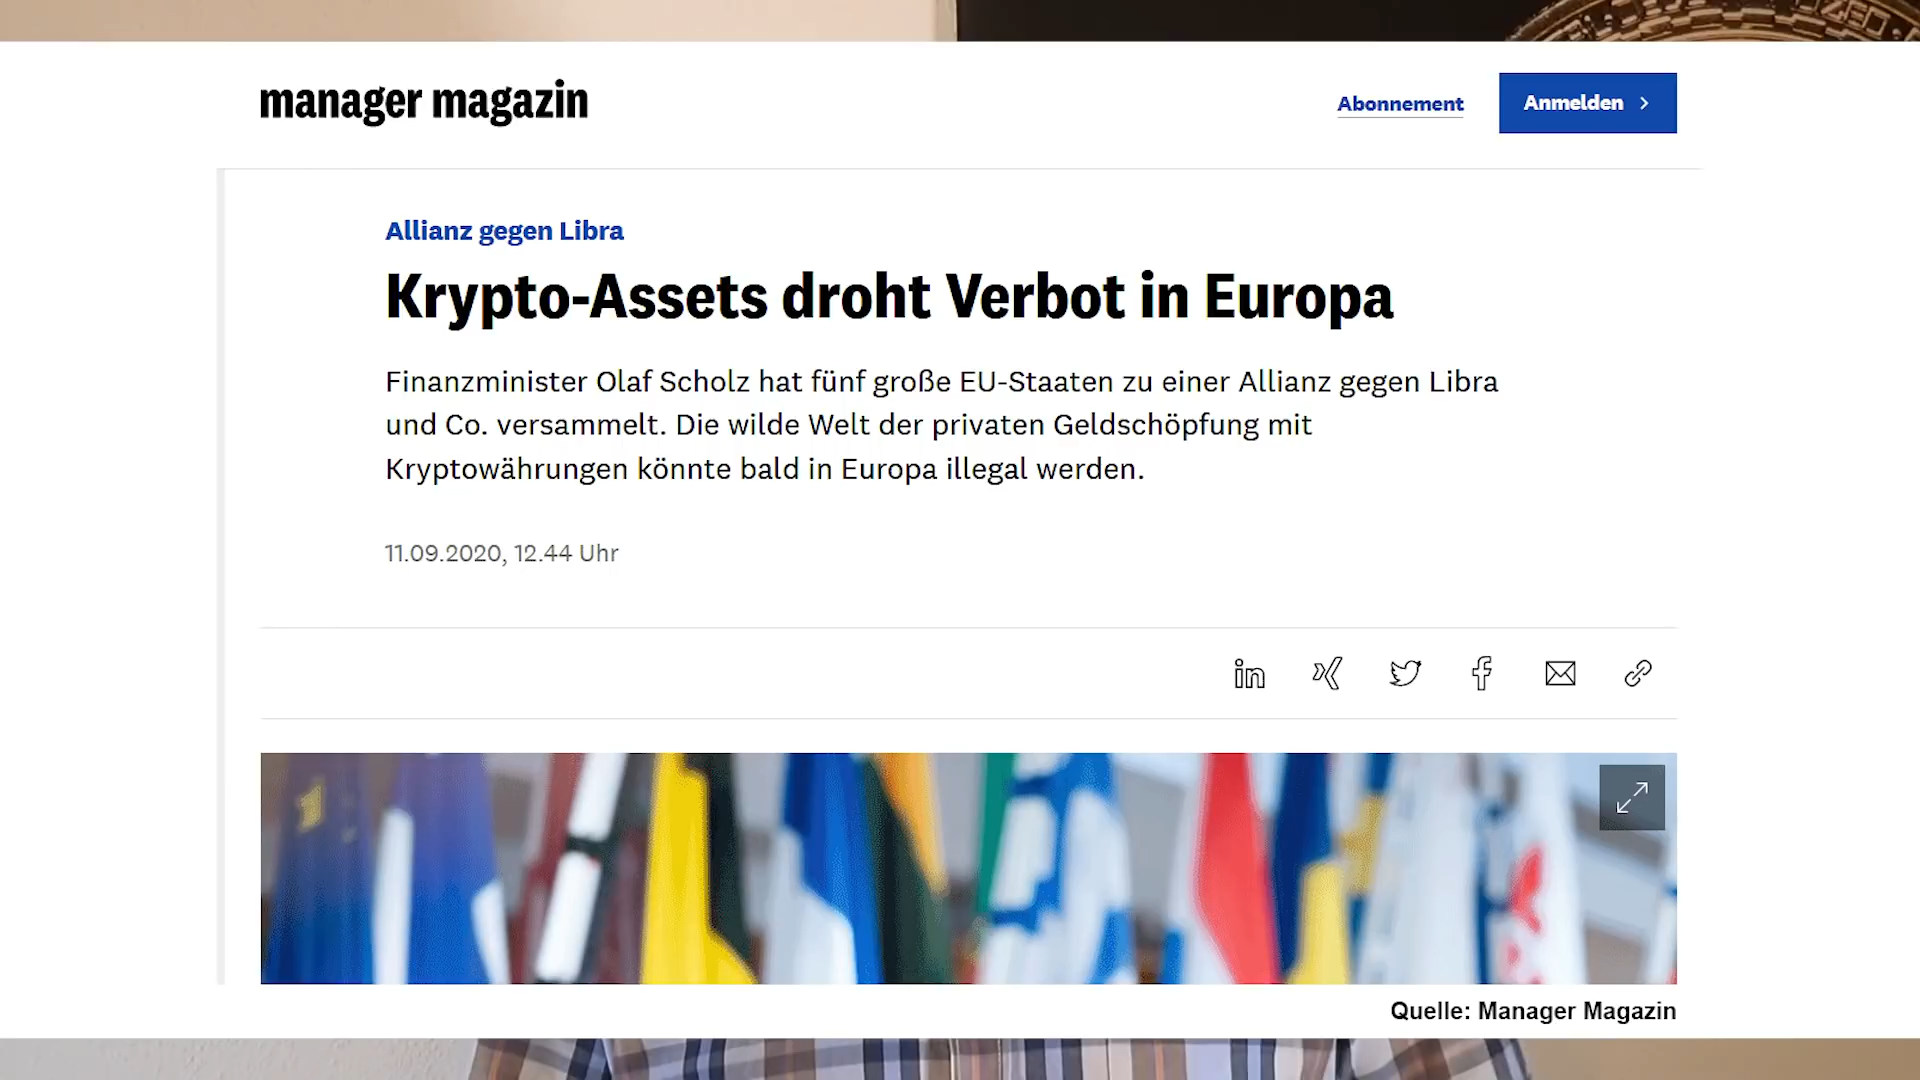 manager magazin
Abonnement
Anmelden
Allianz gegen Libra
Krypto-Assets droht Verbot in Europa
Finanzminister Olaf Scholz hat fünf große EU-Staaten zu einer Allianz gegen Libra
und Co. versammelt. Die wilde Welt der privaten Geldschöpfung mit
Kryptowährungen könnte bald in Europa illegal werden.
11.09.2020, 12.44 Uhr
Quelle: Manager Magazin